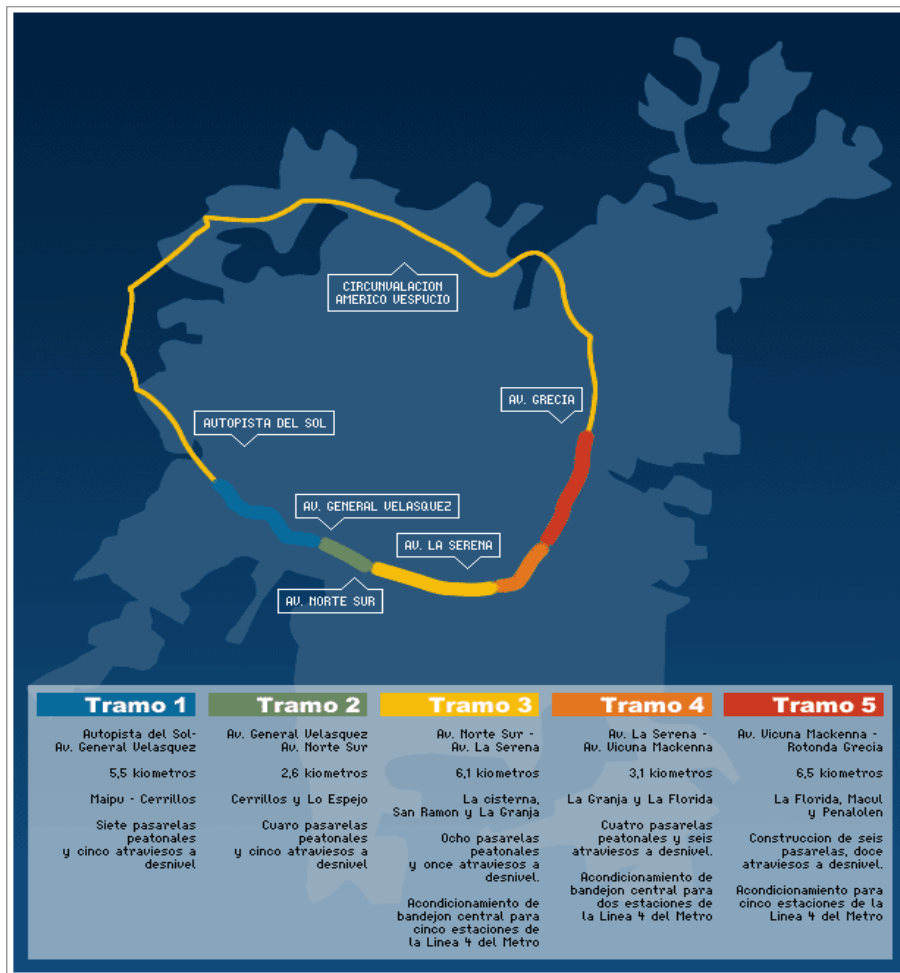 CIRCUNVALACION
AMERICO VESPUCIO
AV. GRECIA
AUTOPISTA DEL SOL
AV. GENERAL VELASQUEZ
AV. LA SERENA
AV. NORTE SUR
Tramo 1
Autopista del Sol-
Av. General Velasquez
5,5 kiometros
Maipu - Cerrillos
Siete pasarelas
peatonales
y cinco atraviesos a
desnivel
Tramo 2
Av. General Velasquez
Av. Norte Sur
2,6 kiometros
Cerrillos y Lo Espejo
Cuaro pasarelas
peatonales
y cinco atraviesos a
desnivel
Tramo 3
Av. Norte Sur -
Av. La Serena
6,1 kiometros
La cisterna,
San Ramon y La Granja
Ocho pasarelas
peatonales
y once atraviesos a
desnivel.
Acondicionamiento de
bandejon central para
cinco estaciones de
la Linea 4 del Metro
Tramo 4
Av. La Serena -
Av. Vicuna Mackenna
3,1 kiometros
La Granja y La Florida
Cuatro pasarelas
peatonales y seis
atraviesos a desnivel.
Acondicionamiento de
bandejon central para
dos estaciones de
la Linea 4 del Metro
Tramo 5
Av. Vicuna Mackenna -
Rotonda Grecia
6,5 kiometros
La Florida, Macul
y Penalolen
Construccion de seis
pasarelas, doce
atraviesos a desnivel.
Acondicionamiento para
cinco estaciones de la
Linea 4 del Metro